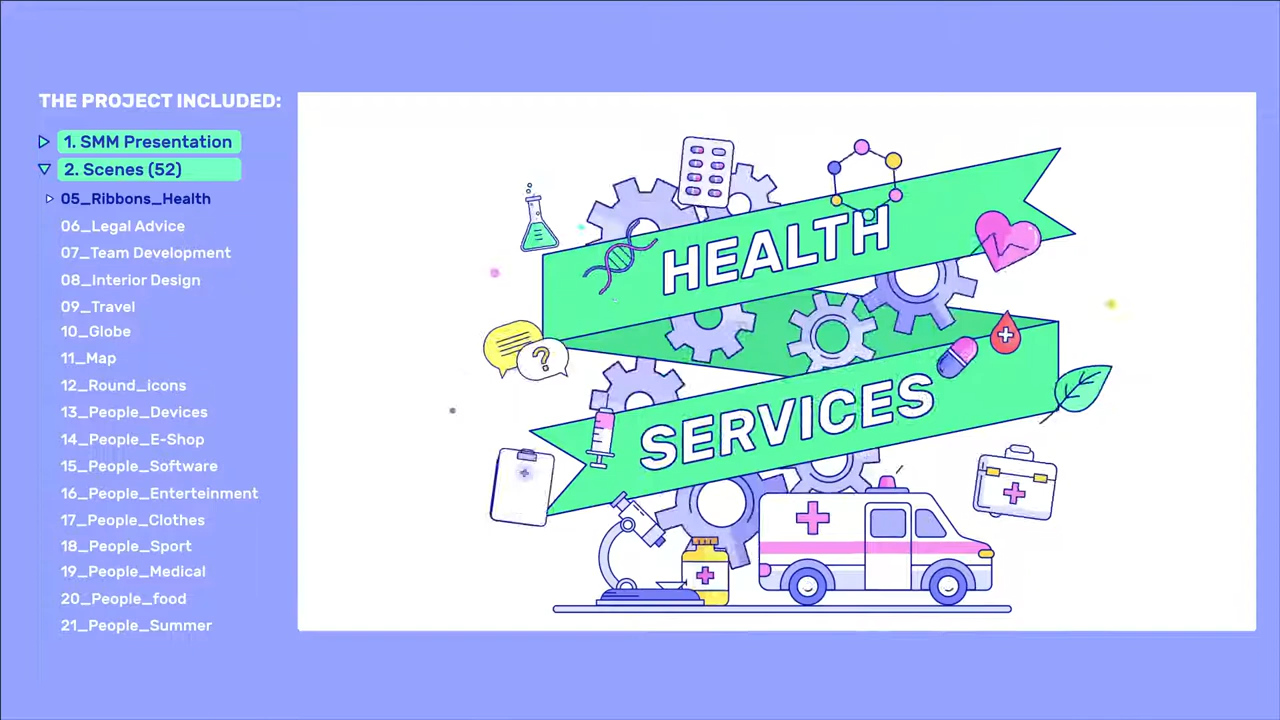 THE PROJECT INCLUDED:
1. SMM Presentation
2. Scenes (52)
05_Ribbons_Health
06_Legal Advice
07_Team Development
08_Interior Design
09_Travel
10_Globe
11_Map
12_Round_icons
13_People_Devices
14_People_E-Shop
15_People_Software
16_People_Enterteinment
17_People_Clothes
18_People_Sport
19_People_Medical
20_People_food
21_People_Summer
HEALTH
?
SERVICES